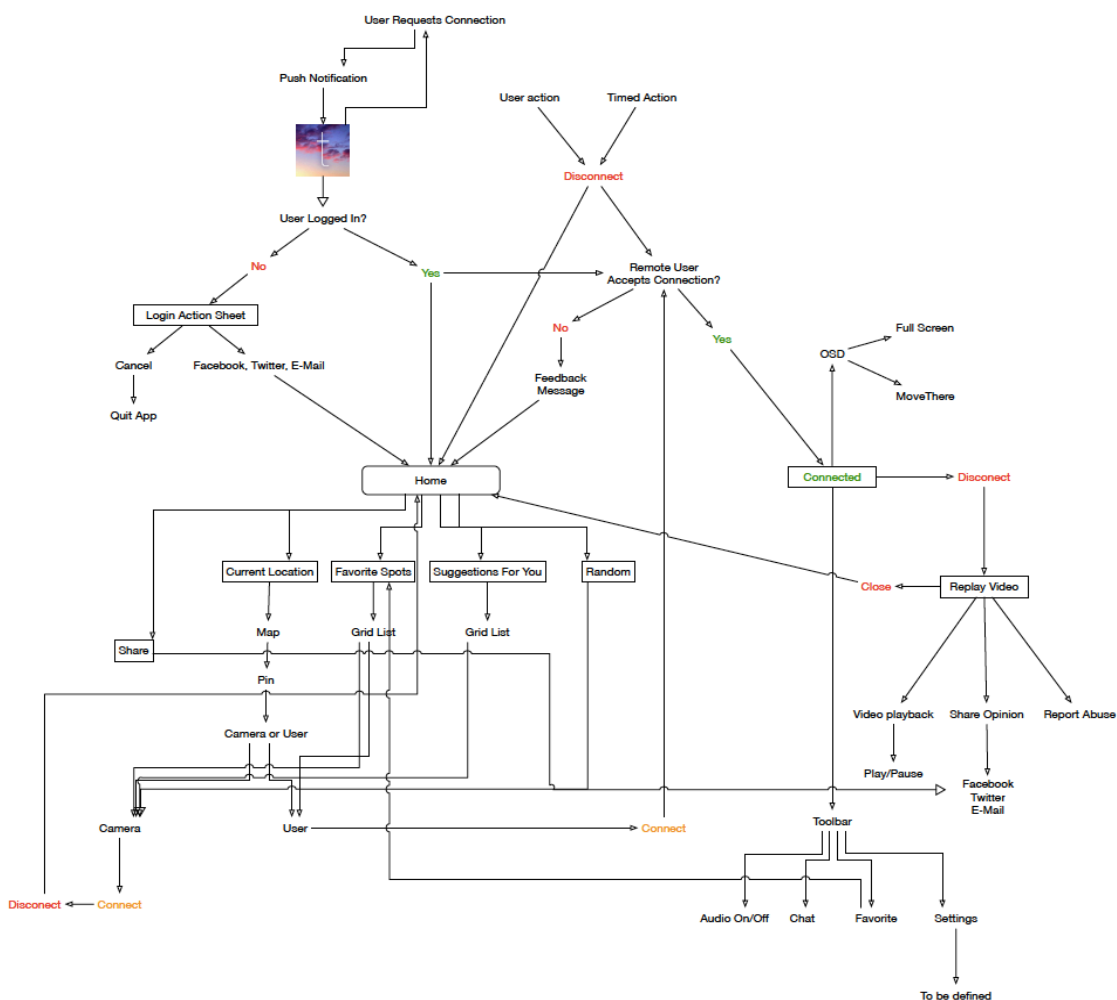 User Requests Connection
Push Notification
User action
Timed Action
t
Disconnect
User Logged In?
No
Yes
Remote User
Accepts Connection?
Login Action Sheet
No
Yes
Full Screen
OSD
Cancel
Facebook, Twitter, E-Mail
Feedback
Message
MoveThere
Quit App
Home
Connected
Disconect
Current Location
Favorite Spots
Suggestions For You
Random
Close
Replay Video
Map
Grid List
Grid List
Share
Pin
Video playback
Share Opinion
Report Abuse
Camera or User
Play/Pause
Facebook
Twitter
E-Mail
Camera
User
Connect
Toolbar
Disconect
Connect
Audio On/Off
Chat
Favorite
Settings
To be defined